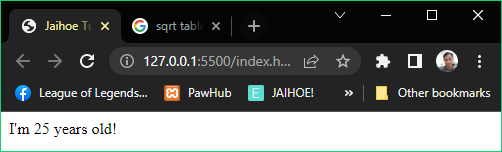 Jaihoe Tu
sqrt table
127.0.0.1:5500/index.h...
League of Legends...
PawHub
E
JAIHOE!
Other bookmarks
I'm 25 years old!